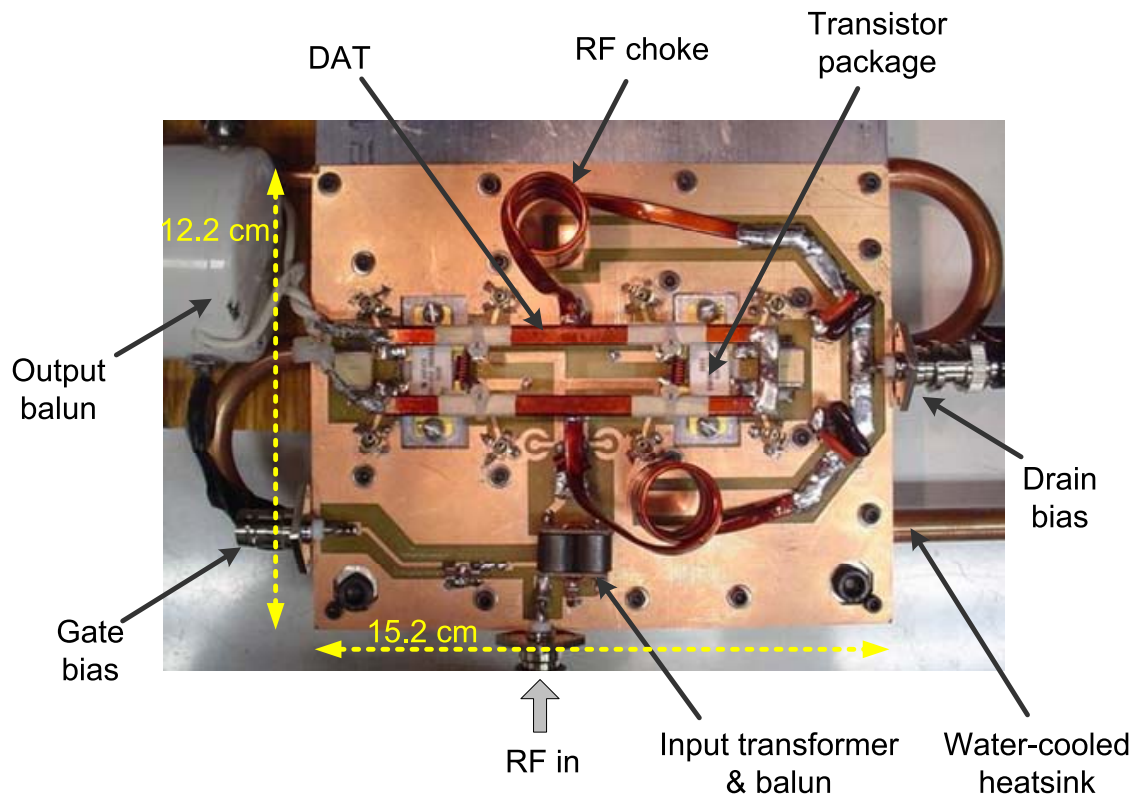 DAT
RF choke
Transistor
package
12.2 cm
Output
balun
Drain
bias
Gate
bias
15.2 cm
RF in
Input transformer
& balun
Water-cooled
heatsink